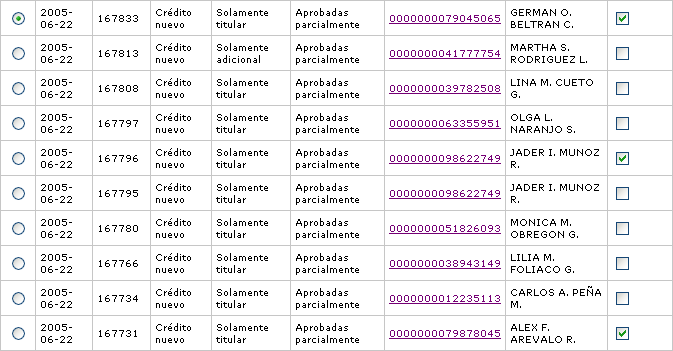 2005-06-22 167833 Crédito nuevo Solamente titular Aprobadas parcialmente 0000000079045065 GERMAN O. BELTRAN C.
2005-06-22 167813 Crédito nuevo Solamente adicional Aprobadas parcialmente 0000000041777754 MARTHA S. RODRIGUEZ L.
2005-06-22 167808 Crédito nuevo Solamente titular Aprobadas parcialmente 0000000039782508 LINA M. CUETO G.
2005-06-22 167797 Crédito nuevo Solamente titular Aprobadas parcialmente 0000000063355951 OLGA L. NARANJO S.
2005-06-22 167796 Crédito nuevo Solamente titular Aprobadas parcialmente 0000000098622749 JADER I. MUNOZ R.
2005-06-22 167795 Crédito nuevo Solamente titular Aprobadas parcialmente 0000000098622749 JADER I. MUNOZ R.
2005-06-22 167780 Crédito nuevo Solamente titular Aprobadas parcialmente 0000000051826093 MONICA M. OBREGON G.
2005-06-22 167766 Crédito nuevo Solamente titular Aprobadas parcialmente 0000000038943149 LILIA M. FOLIACO G.
2005-06-22 167734 Crédito nuevo Solamente titular Aprobadas parcialmente 0000000012235113 CARLOS A. PEÑA M.
2005-06-22 167731 Crédito nuevo Solamente titular Aprobadas parcialmente 0000000079878045 ALEX F. AREVALO R.